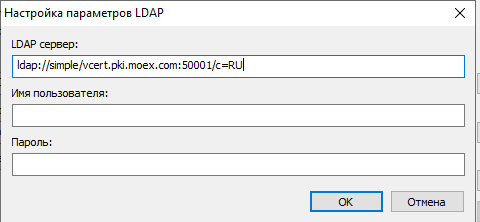 Настройка параметров LDAP
LDAP сервер:
ldap://simple/vcert.pki.moex.com:50001/c=RU
Имя пользователя:
Пароль:
OK
Отмена